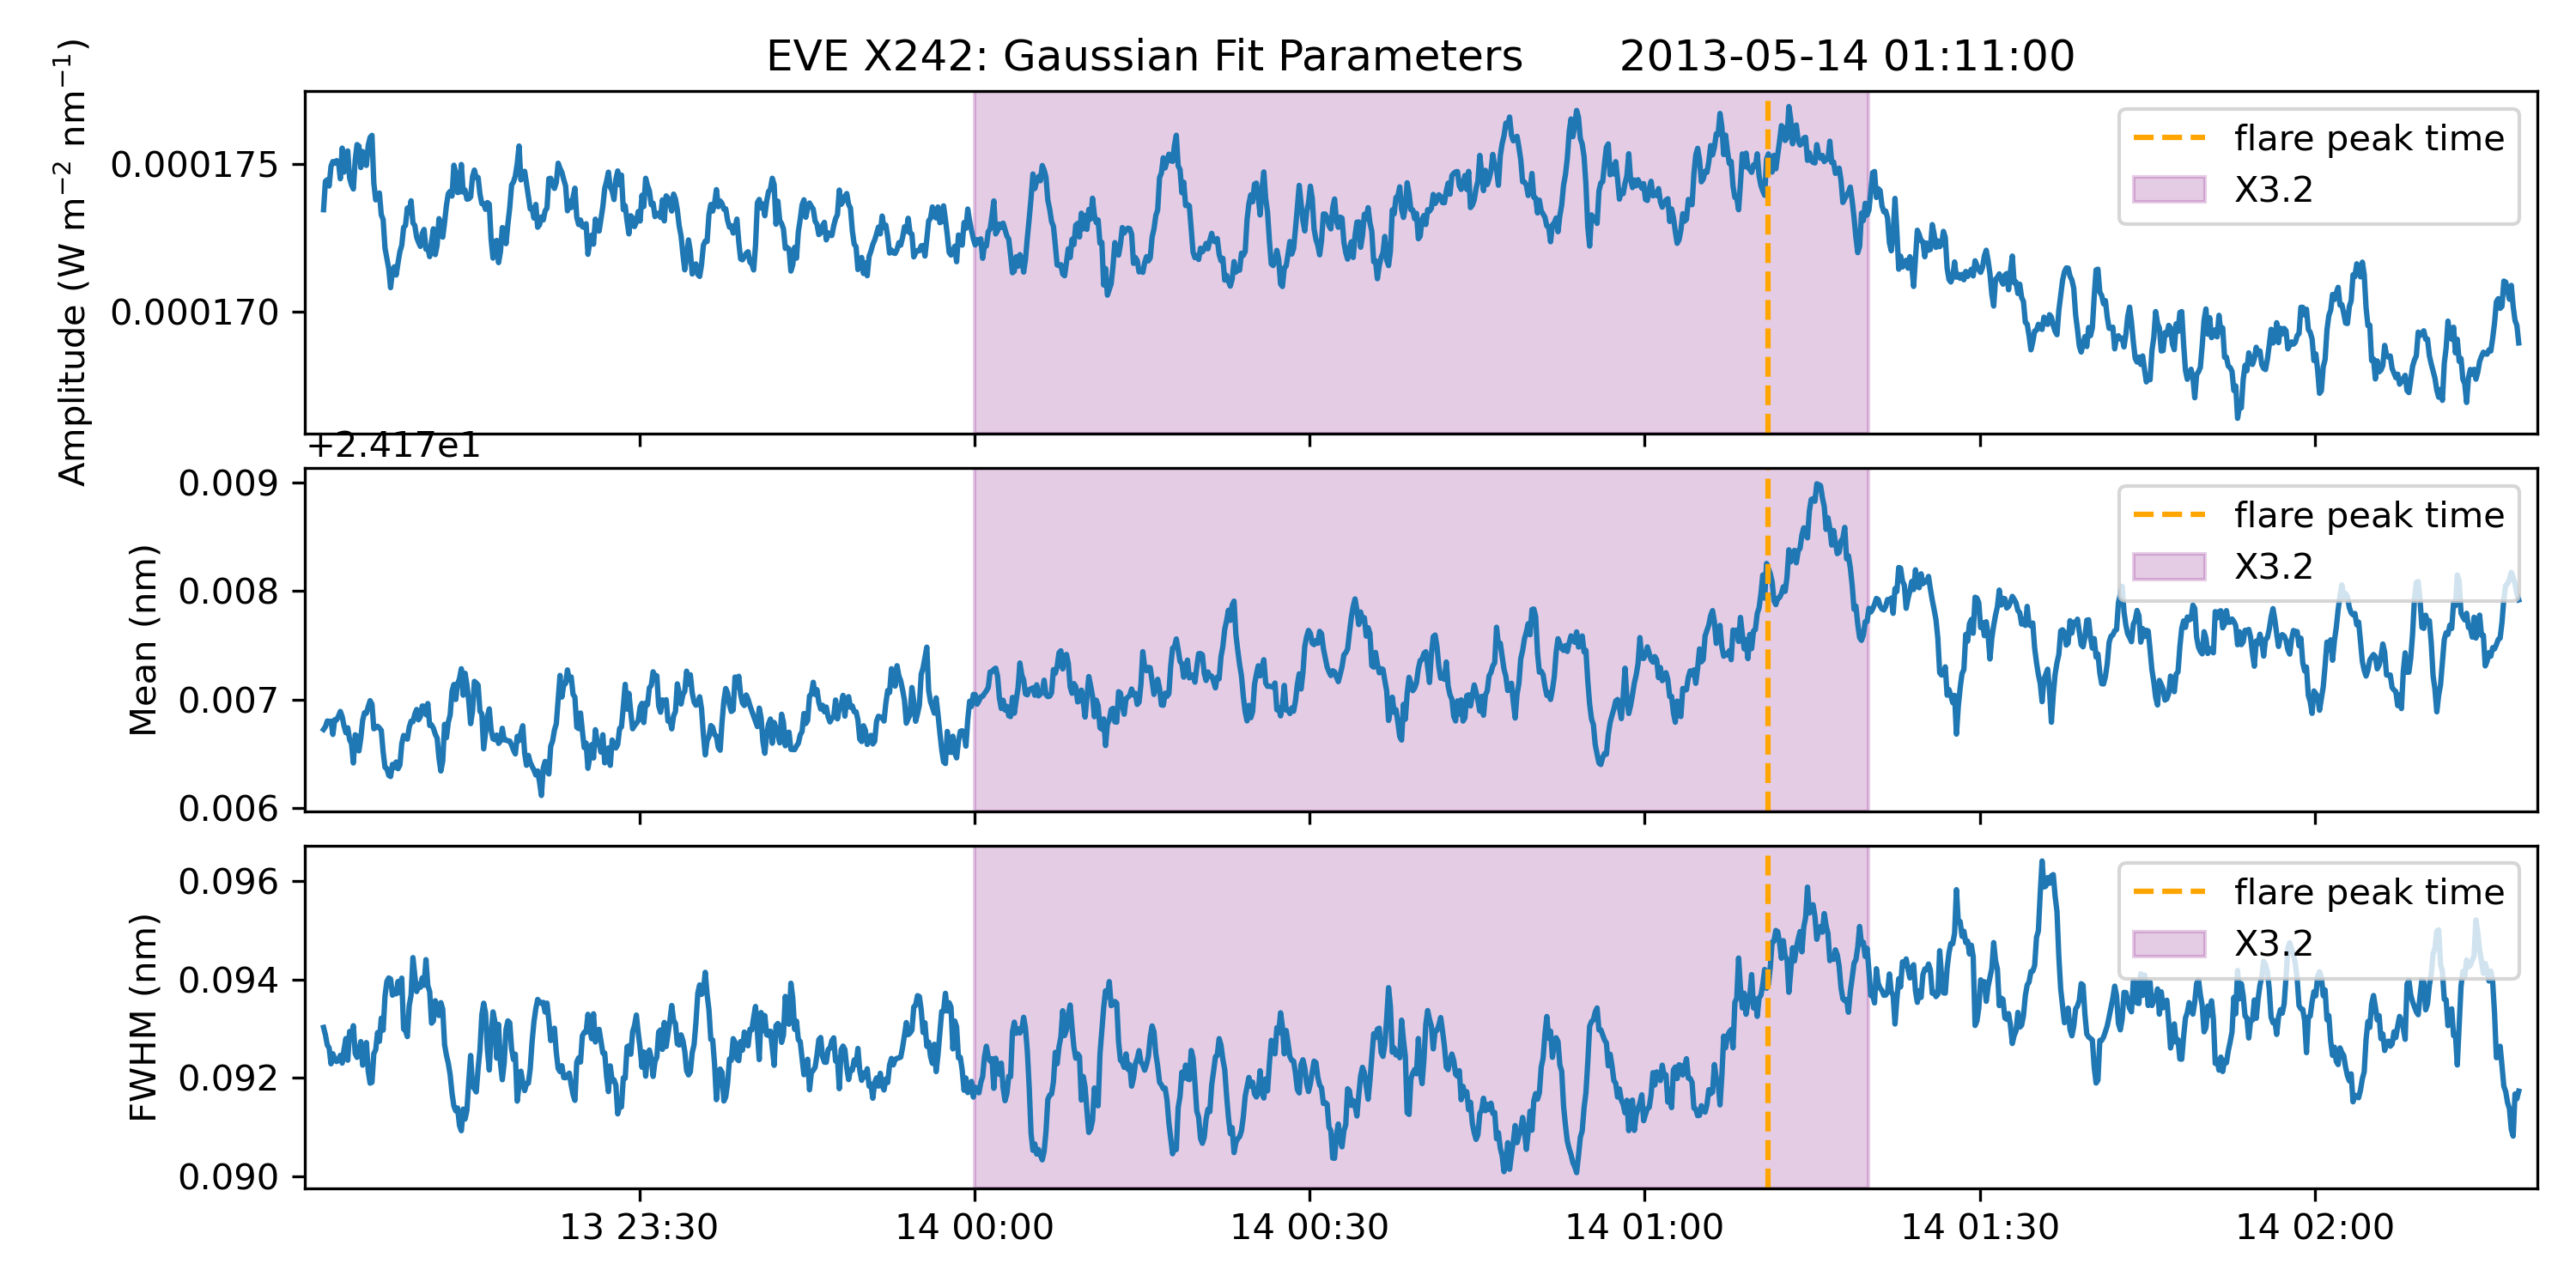 EVE X242: Gaussian Fit Parameters 2013-05-14 01:11:00
Amplitude (W m⁻² nm⁻¹)
0.000175
0.000170
flare peak time
X3.2
+2.417e1
Mean (nm)
0.009
0.008
0.007
0.006
flare peak time
X3.2
FWHM (nm)
0.096
0.094
0.092
0.090
flare peak time
X3.2
13 23:30 14 00:00 14 00:30 14 01:00 14 01:30 14 02:00